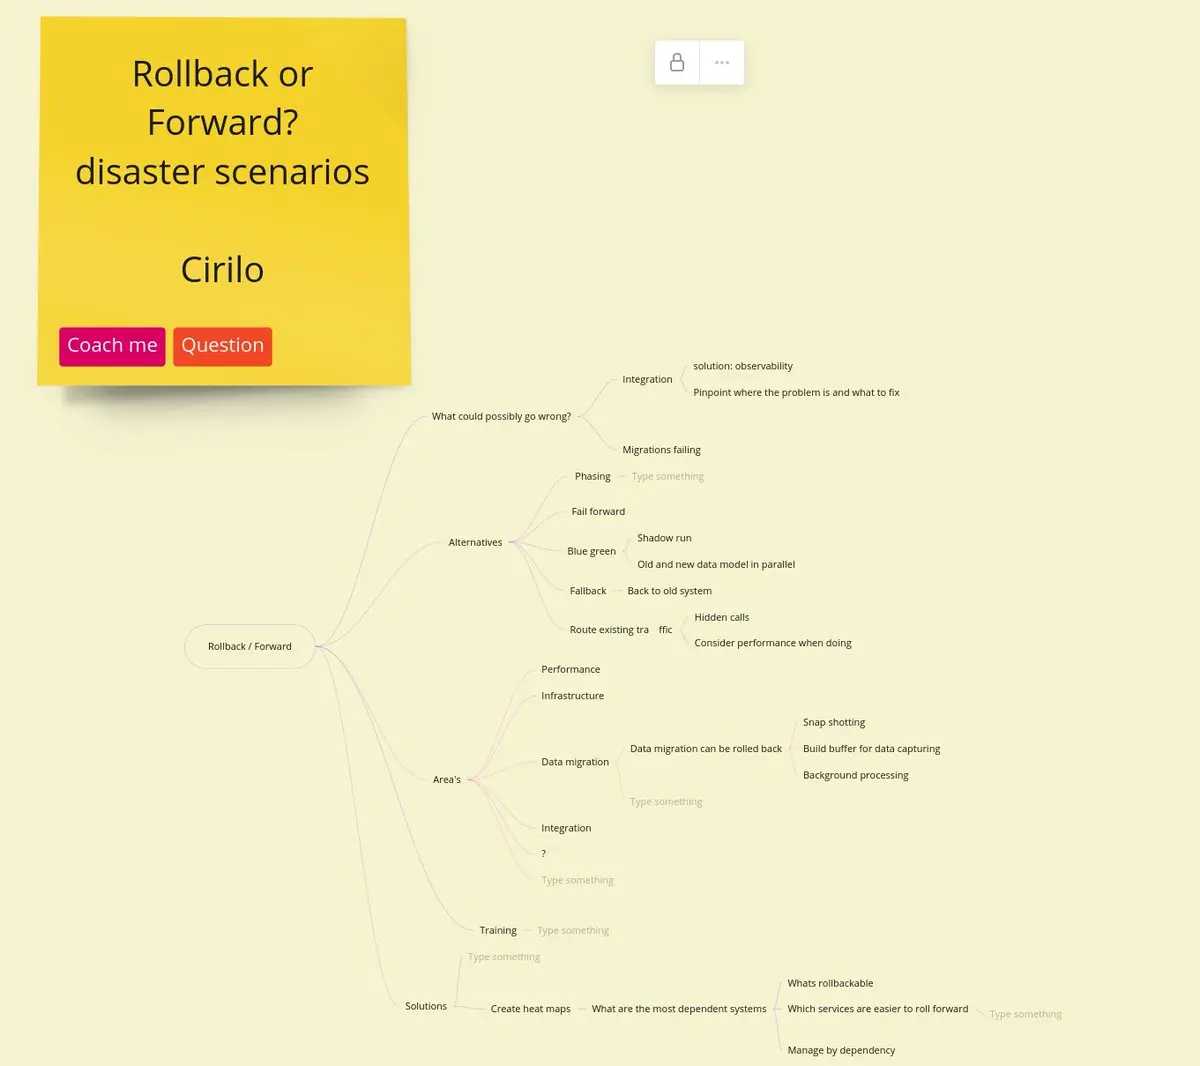 Rollback or
Forward?
disaster scenarios
Cirilo
Coach me
Question
Rollback / Forward
What could possibly go wrong?
Integration
solution: observability
Pinpoint where the problem is and what to fix
Migrations failing
Alternatives
Phasing
Type something
Fail forward
Blue green
Shadow run
Old and new data model in parallel
Fallback
Back to old system
Route existing tra ffic
Hidden calls
Consider performance when doing
Area's
Performance
Infrastructure
Data migration
Data migration can be rolled back
Snap shotting
Build buffer for data capturing
Background processing
Type something
Integration
?
Type something
Training
Type something
Solutions
Type something
Create heat maps
What are the most dependent systems
Whats rollbackable
Which services are easier to roll forward
Type something
Manage by dependency